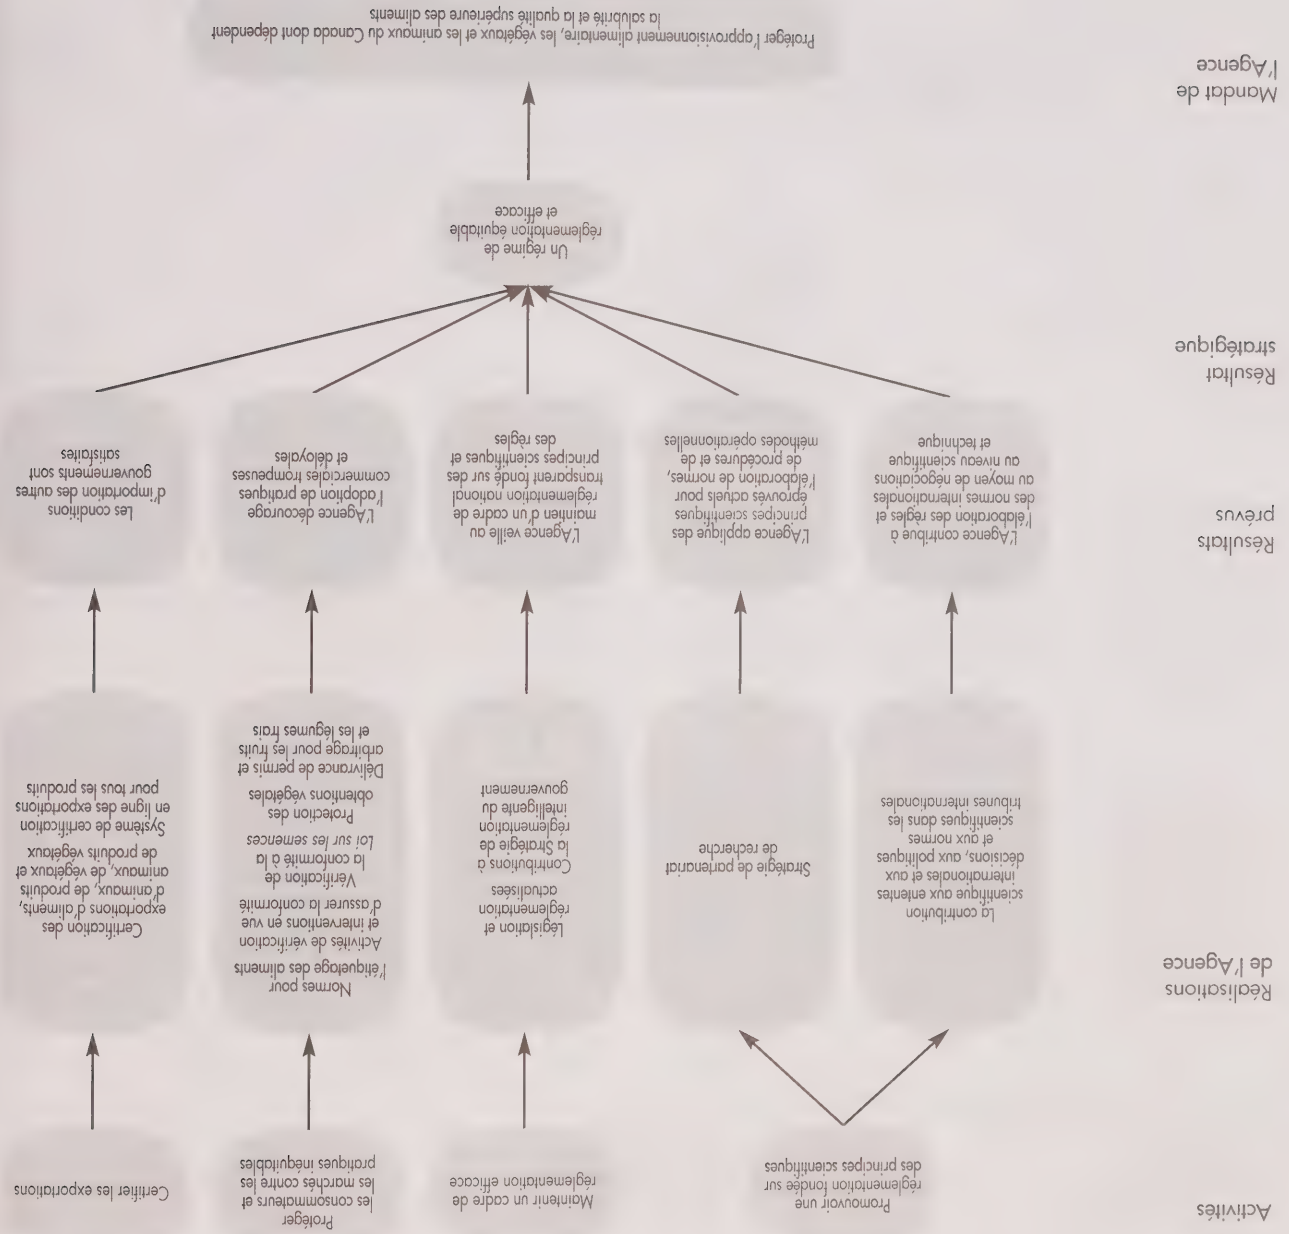 Activités
Promouvoir une
réglementation fondée sur
des principes scientifiques
Maintenir un cadre de
réglementation efficace
Protéger
les consommateurs et
les marchés contre les
pratiques inéquitables
Certifier les exportations
Réalisations
de l'Agence
La contribution
scientifique aux ententes
internationales et aux
décisions, aux politiques
et aux normes
scientifiques dans les
tribunes internationales
Stratégie de partenariat
de recherche
Législation et
réglementation
actualisées
Contributions à
la Stratégie de
réglementation
intelligente du
gouvernement
Normes pour
l'étiquetage des aliments
Activités de vérification
et interventions en vue
d'assurer la conformité
Vérification de
la conformité à la
Loi sur les semences
Protection des
obtentions végétales
Délivrance de permis et
arbitrage pour les fruits
et les légumes frais
Certification des
exportations d'aliments,
d'animaux, de produits
animaux, de végétaux et
de produits végétaux
Système de certification
en ligne des exportations
pour tous les produits
Résultats
prévus
L'Agence contribue à
l'élaboration des règles et
des normes internationales
au moyen de négociations
au niveau scientifique
et technique
L'Agence applique des
principes scientifiques
éprouvés actuels pour
l'élaboration de normes,
de procédures et de
méthodes opérationnelles
L'Agence veille au
maintien d'un cadre de
réglementation national
transparent fondé sur des
principes scientifiques et
des règles
L'Agence décourage
l'adoption de pratiques
commerciales trompeuses
et déloyales
Les conditions
d'importation des autres
gouvernements sont
satisfaites
Résultat
stratégique
Un régime de
réglementation équitable
et efficace
Mandat de
l'Agence
Protéger l'approvisionnement alimentaire, les végétaux et les animaux du Canada dont dépendent
la salubrité et la qualité supérieure des aliments